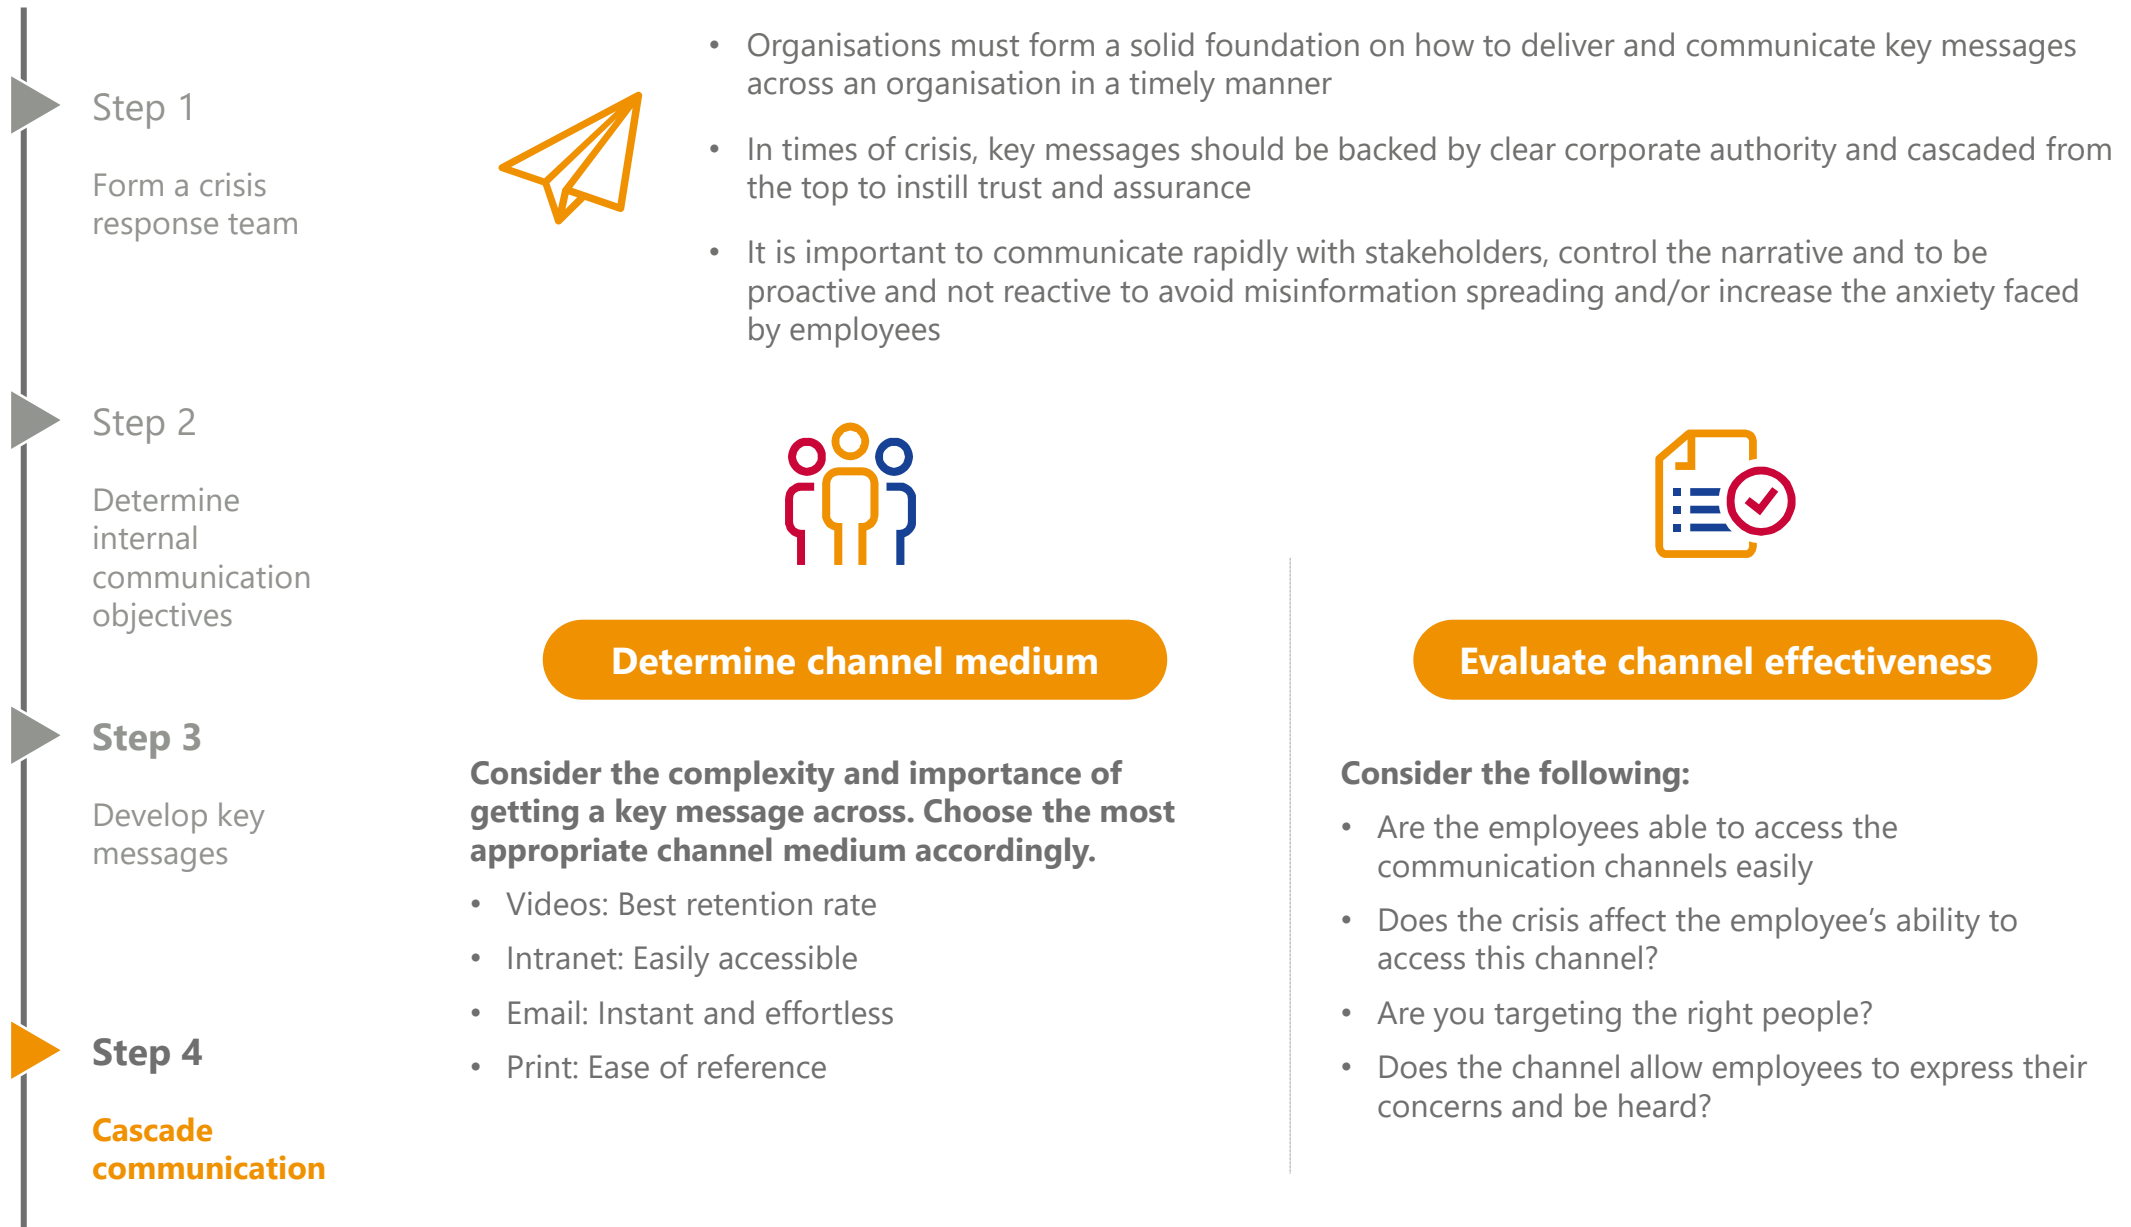 Step 1
Form a crisis
response team
Step 2
Determine
internal
communication
objectives
Step 3
Develop key
messages
Step 4
Cascade
communication
• Organisations must form a solid foundation on how to deliver and communicate key messages
across an organisation in a timely manner
• In times of crisis, key messages should be backed by clear corporate authority and cascaded from
the top to instill trust and assurance
• It is important to communicate rapidly with stakeholders, control the narrative and to be
proactive and not reactive to avoid misinformation spreading and/or increase the anxiety faced
by employees
Determine channel medium
Consider the complexity and importance of
getting a key message across. Choose the most
appropriate channel medium accordingly.
• Videos: Best retention rate
• Intranet: Easily accessible
• Email: Instant and effortless
• Print: Ease of reference
Evaluate channel effectiveness
Consider the following:
• Are the employees able to access the
communication channels easily
• Does the crisis affect the employee’s ability to
access this channel?
• Are you targeting the right people?
• Does the channel allow employees to express their
concerns and be heard?